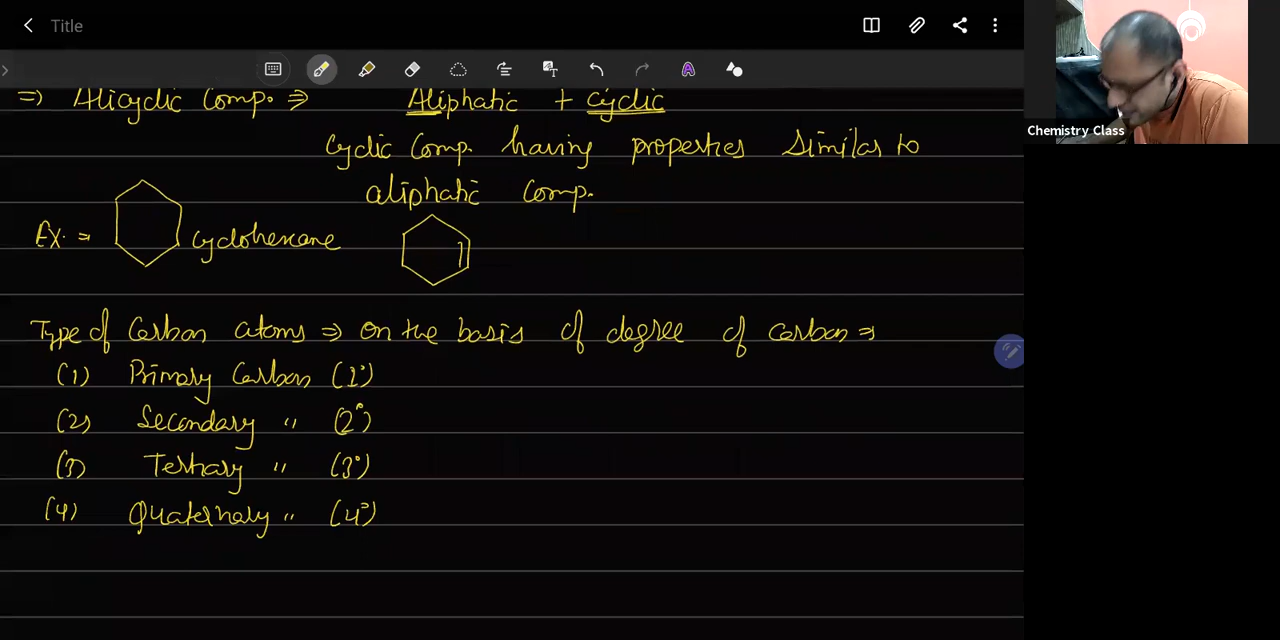 Title
⇒ Alicyclic Comp. ⇒ Aliphatic + Cyclic
Cyclic Comp. having properties similar to
aliphatic comp.
Ex. = Cyclohexane
Type of Carbon atoms ⇒ on the basis of degree of carbon ⇒
(1) Primary Carbon (1°)
(2) Secondary " (2°)
(3) Tertiary " (3°)
(4) Quaternary " (4°)
Chemistry Class